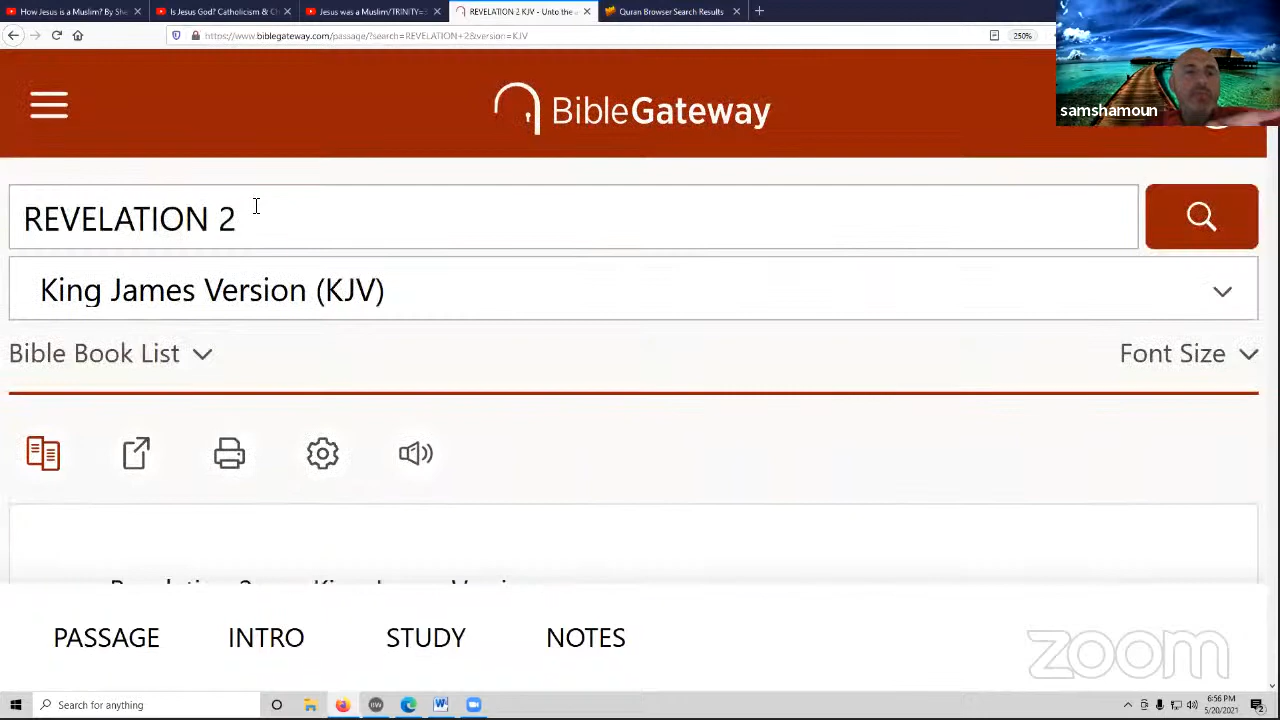 How Jesus is a Muslim? By She
Is Jesus God? Catholicism & Ch
Jesus was a Muslim/TRINITY=3
REVELATION 2 KJV - Unto the a
Quran Browser Search Results
https://www.biblegateway.com/passage/?search=REVELATION+2&version=KJV
250%
samshamoun
BibleGateway
REVELATION 2
King James Version (KJV)
Bible Book List
Font Size
PASSAGE INTRO STUDY NOTES
zoom
Search for anything
6:56 PM
5/20/2021